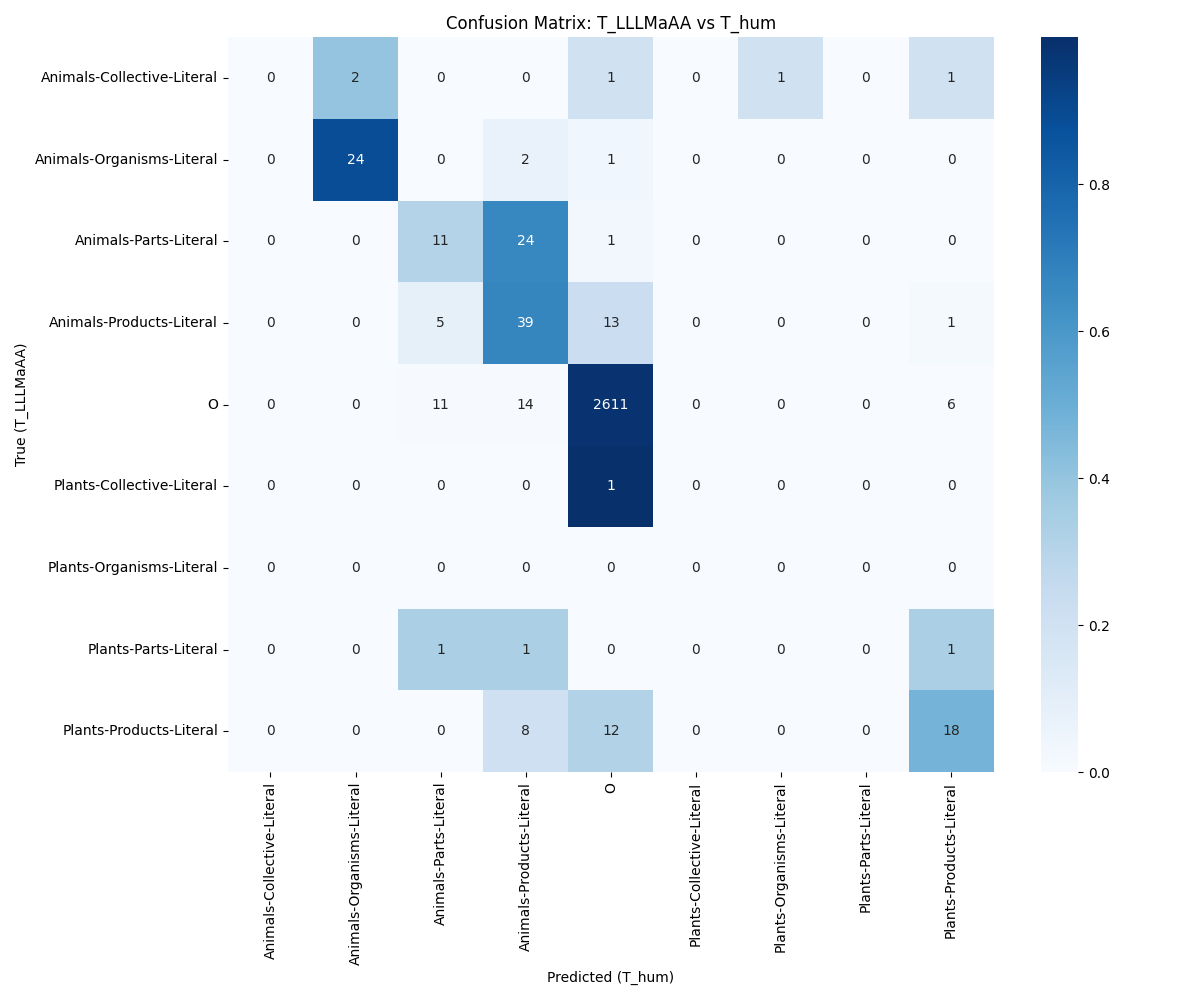 Confusion Matrix: T_LLLMaAA vs T_hum
True (T_LLLMaAA)
Animals-Collective-Literal 0 2 0 0 1 0 1 0 1
Animals-Organisms-Literal 0 24 0 2 1 0 0 0 0
Animals-Parts-Literal 0 0 11 24 1 0 0 0 0
Animals-Products-Literal 0 0 5 39 13 0 0 0 1
O 0 0 11 14 2611 0 0 0 6
Plants-Collective-Literal 0 0 0 0 1 0 0 0 0
Plants-Organisms-Literal 0 0 0 0 0 0 0 0 0
Plants-Parts-Literal 0 0 1 1 0 0 0 0 1
Plants-Products-Literal 0 0 0 8 12 0 0 0 18
Animals-Collective-Literal
Animals-Organisms-Literal
Animals-Parts-Literal
Animals-Products-Literal
O
Plants-Collective-Literal
Plants-Organisms-Literal
Plants-Parts-Literal
Plants-Products-Literal
Predicted (T_hum)
0.8
0.6
0.4
0.2
0.0